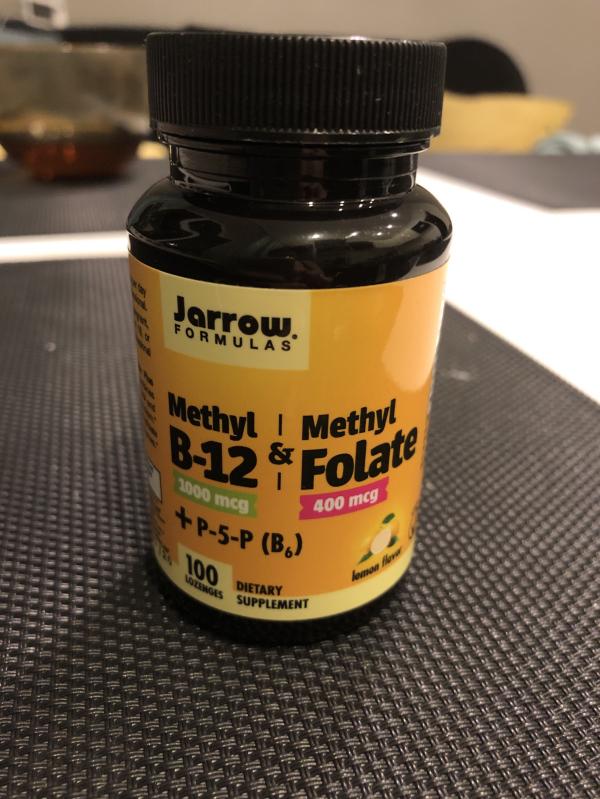 Jarrow
FORMULAS
Methyl
B-12
1000 mcg
&
Methyl
Folate
400 mcg
+ P-5-P (B₆)
100
LOZENGES
DIETARY
SUPPLEMENT
lemon flavor